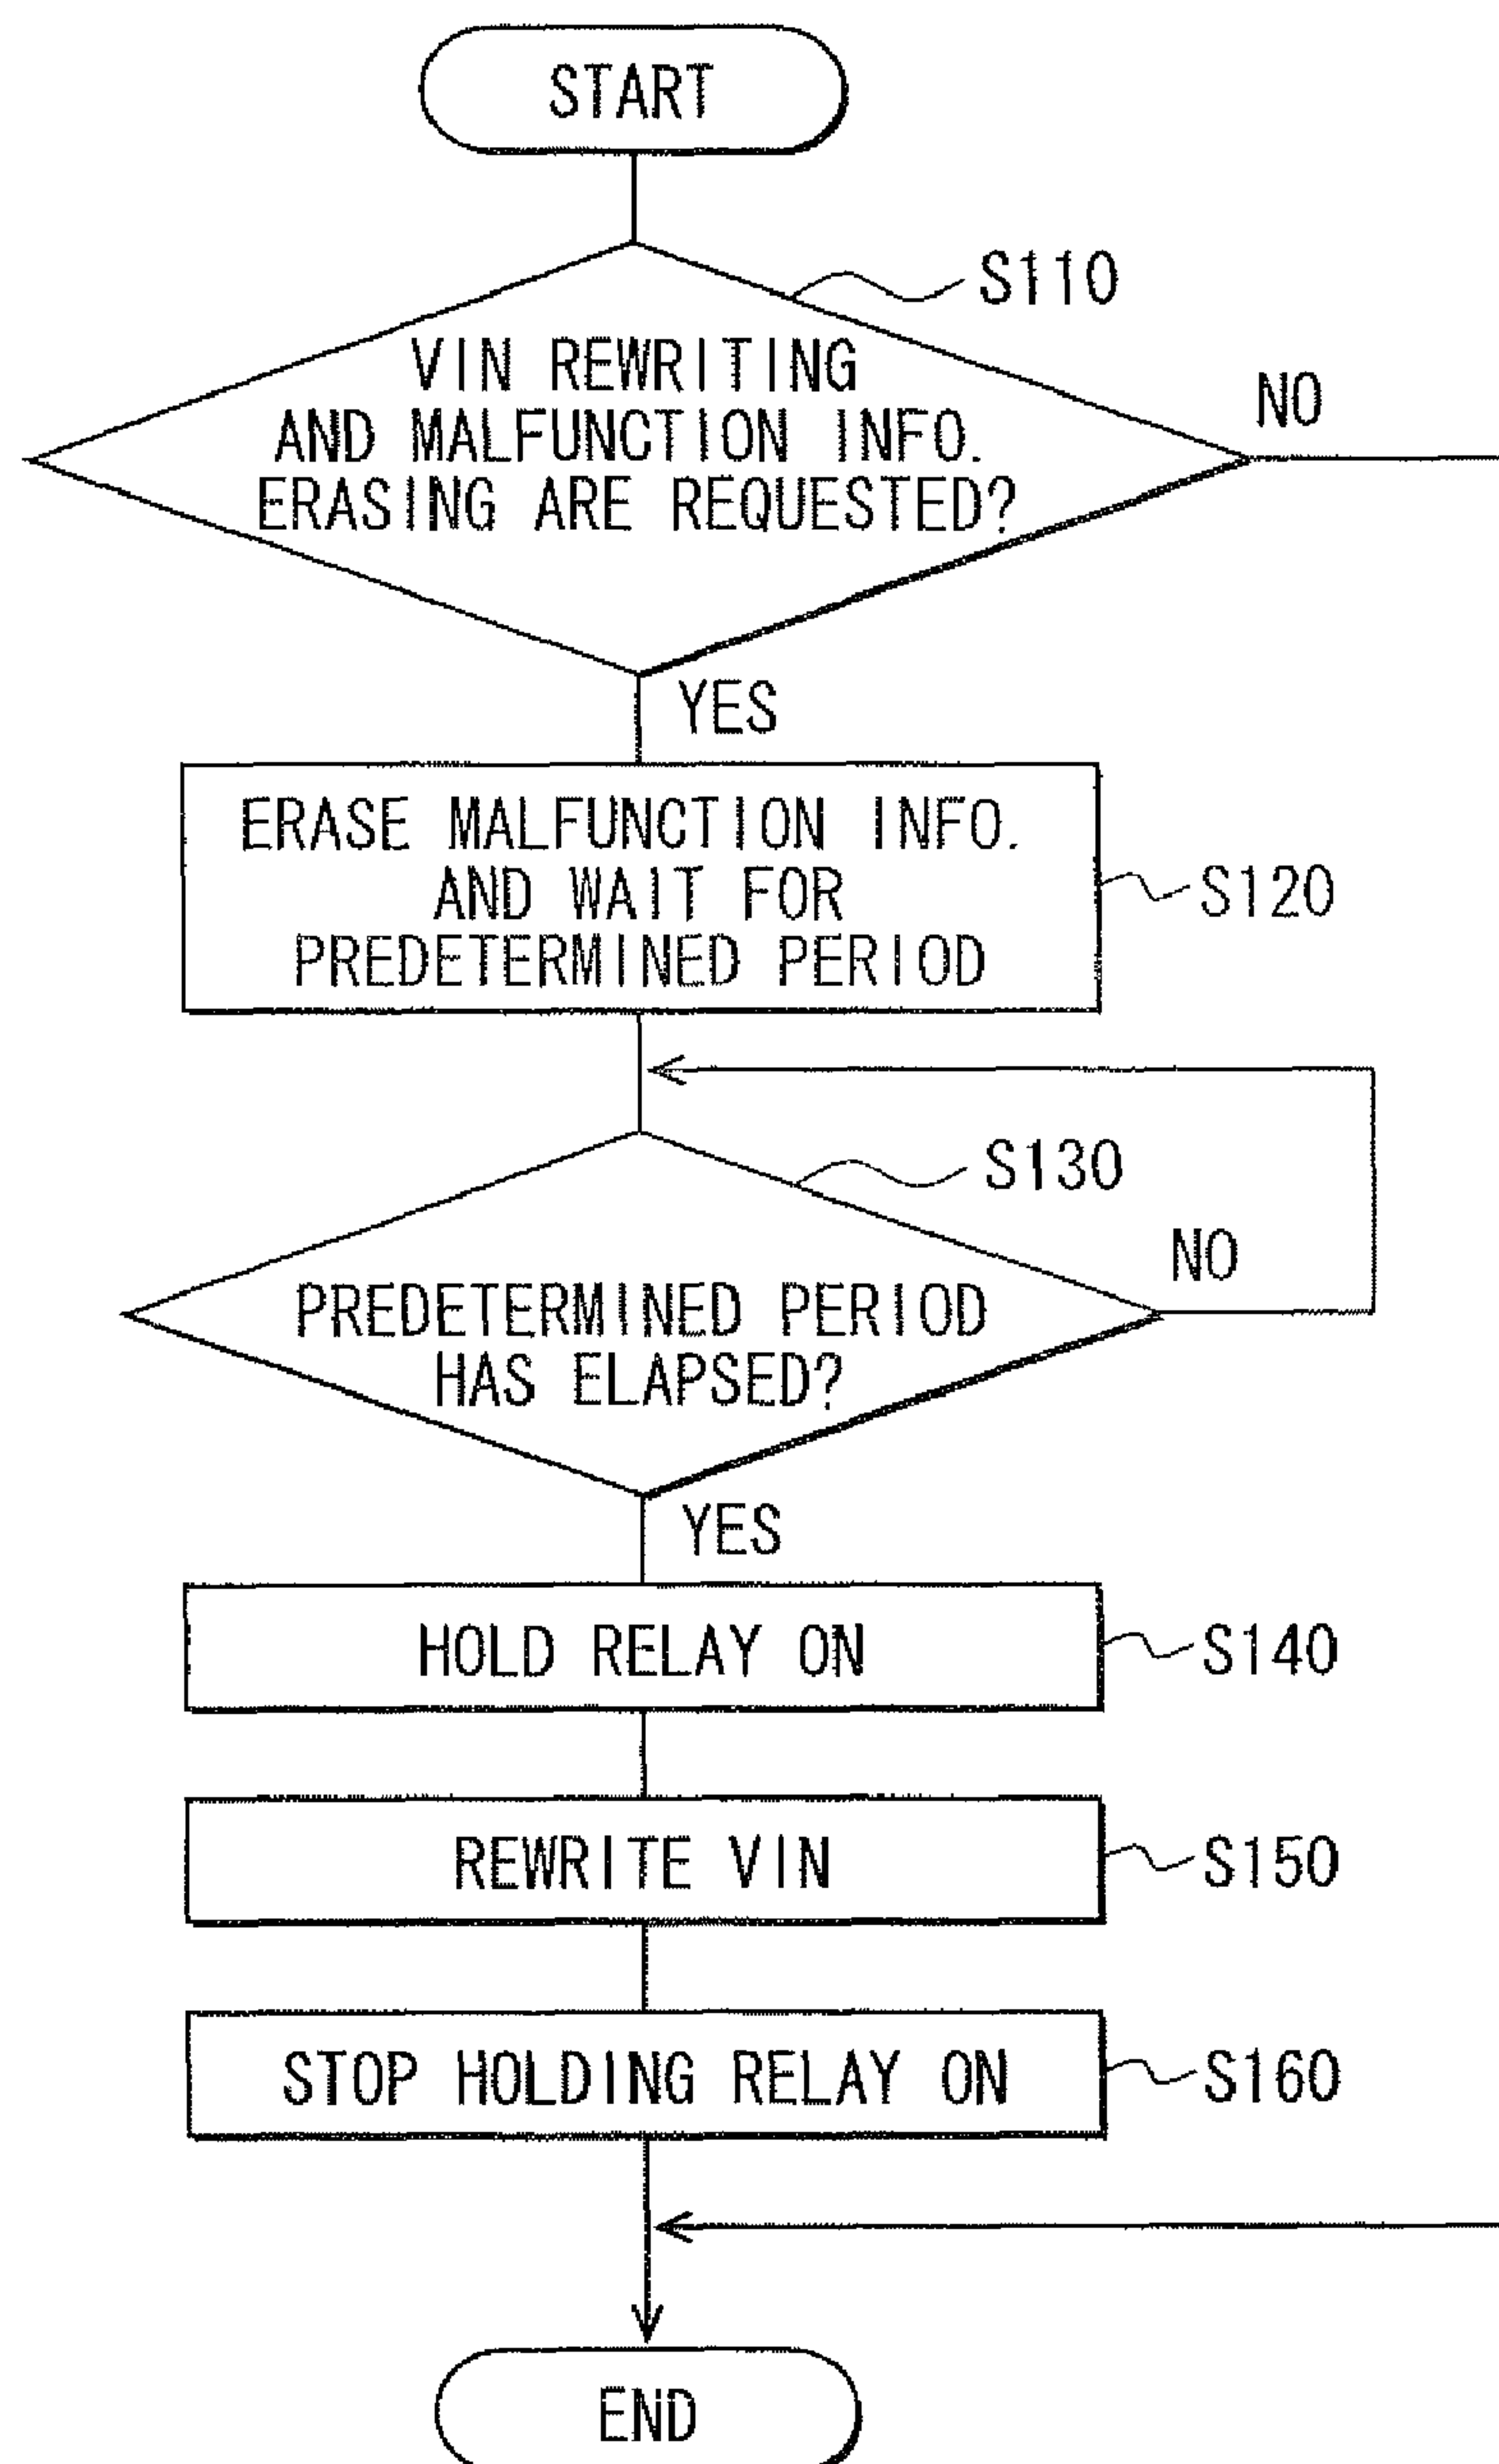 START
S110
VIN REWRITING
AND MALFUNCTION INFO.
ERASING ARE REQUESTED?
NO
YES
ERASE MALFUNCTION INFO.
AND WAIT FOR
PREDETERMINED PERIOD
S120
S130
NO
PREDETERMINED PERIOD
HAS ELAPSED?
YES
HOLD RELAY ON
S140
REWRITE VIN
S150
STOP HOLDING RELAY ON
S160
END